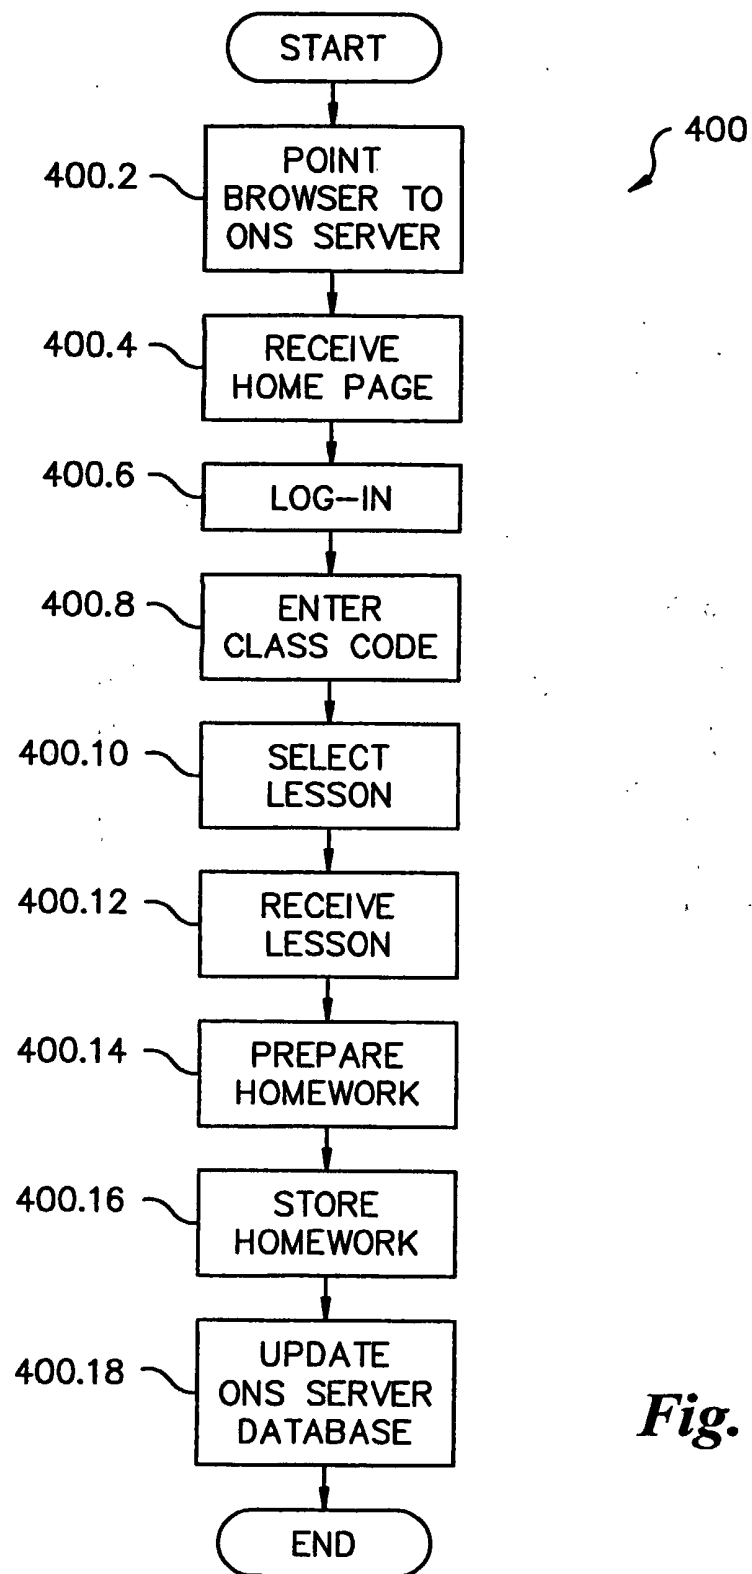 START
400
400.2
POINT
BROWSER TO
ONS SERVER
400.4
RECEIVE
HOME PAGE
400.6
LOG-IN
400.8
ENTER
CLASS CODE
400.10
SELECT
LESSON
400.12
RECEIVE
LESSON
400.14
PREPARE
HOMEWORK
400.16
STORE
HOMEWORK
400.18
UPDATE
ONS SERVER
DATABASE
Fig.
END